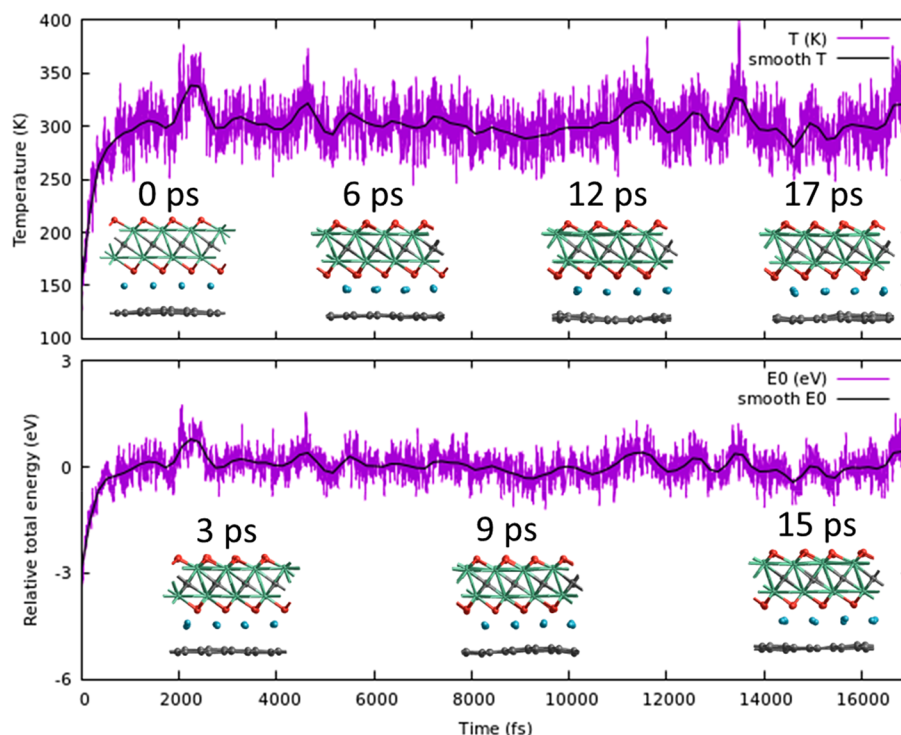 400
350
300
250
200
150
100
Temperature (K)
T (K)
smooth T
0 ps
6 ps
12 ps
17 ps
3
0
-3
-6
Relative total energy (eV)
E0 (eV)
smooth E0
3 ps
9 ps
15 ps
0
2000
4000
6000
8000
10000
12000
14000
16000
Time (fs)